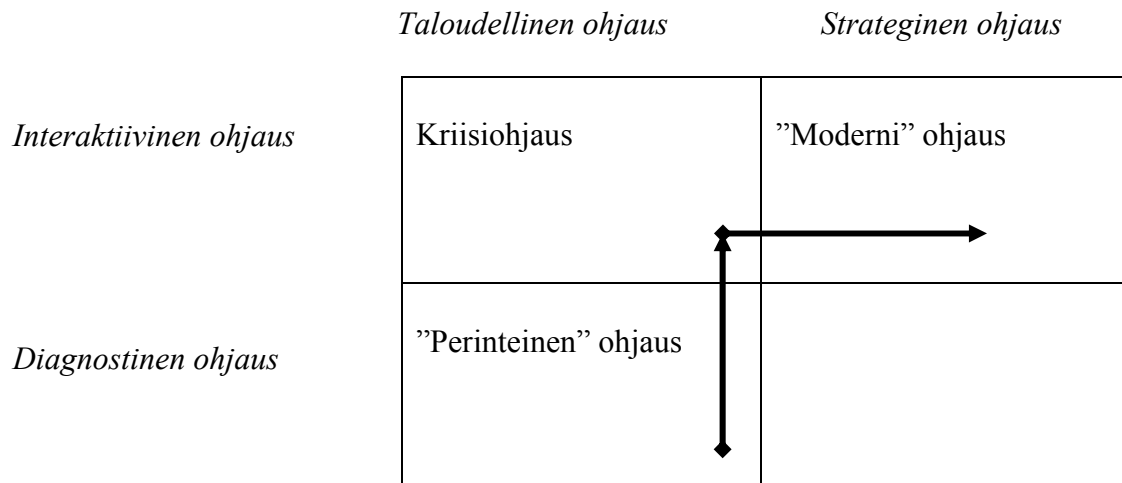 Taloudellinen ohjaus Strateginen ohjaus
Interaktiivinen ohjaus Kriisiohjaus ”Moderni” ohjaus
Diagnostinen ohjaus ”Perinteinen” ohjaus